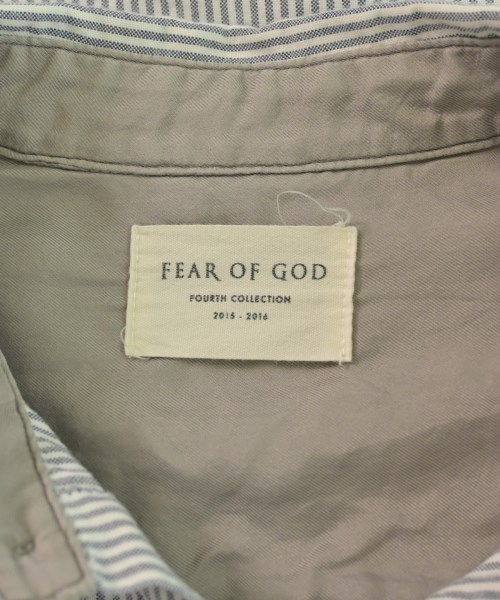 FEAR OF GOD
FOURTH COLLECTION
2015 - 2016